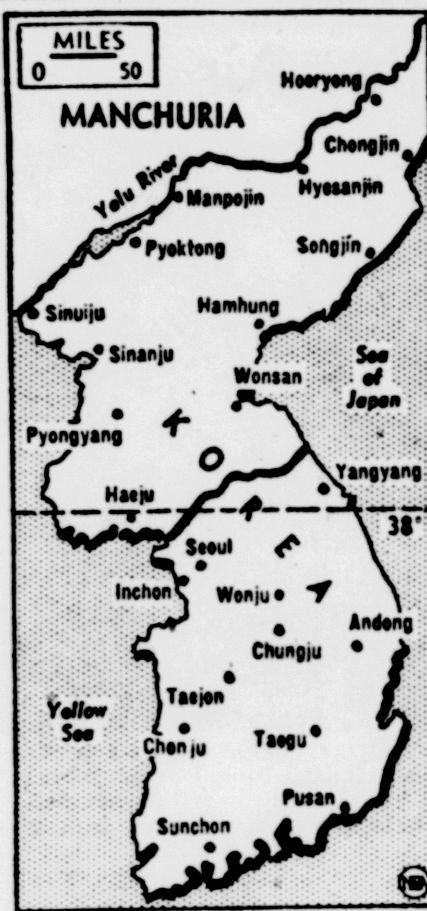 MILES
0 50
MANCHURIA
Hoeryong
Chongjin
Yalu River
Hyesanjin
Manpojin
Pyoktong
Songjin
Sinuiju
Hamhung
Sinanju
Sea
of
Japan
Wonsan
Pyongyang
KOREA
Yangyang
Haeju
38°
Seoul
Inchon
Wonju
Andong
Chungju
Taejon
Yellow
Sea
Chonju
Taegu
Pusan
Sunchon